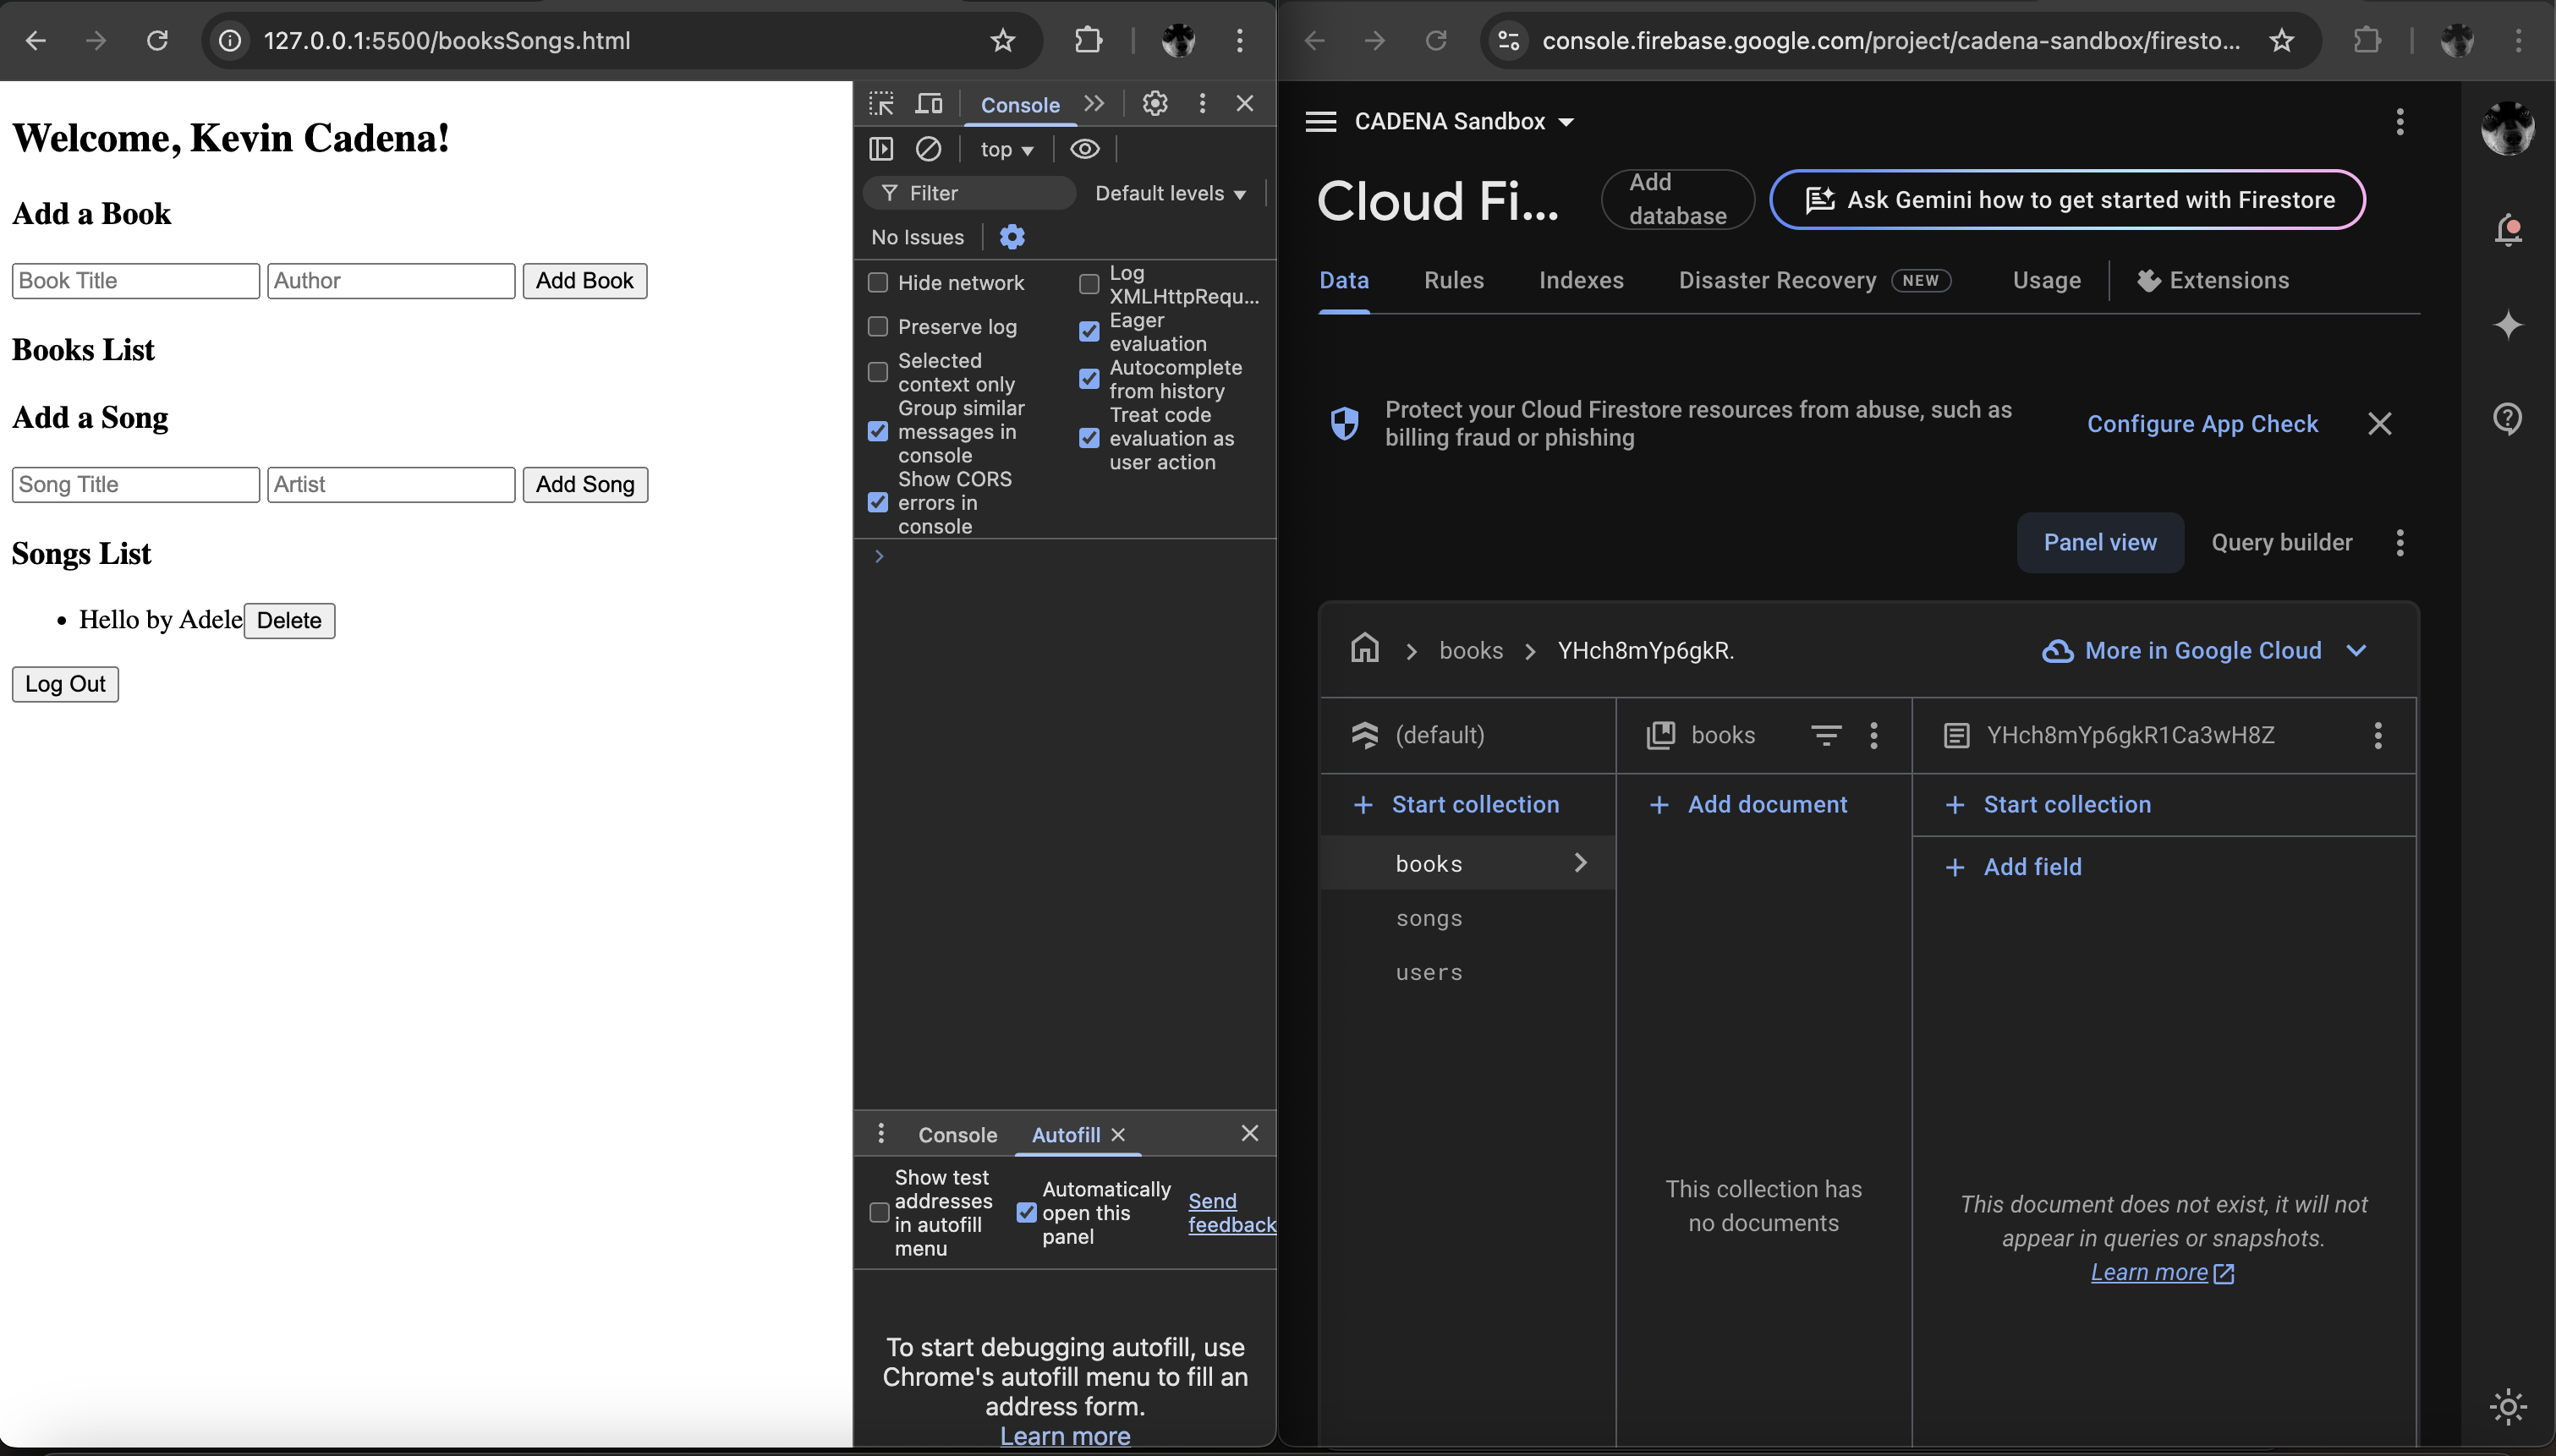 127.0.0.1:5500/booksSongs.html
Welcome, Kevin Cadena!
Add a Book
Book Title
Author
Add Book
Books List
Add a Song
Song Title
Artist
Add Song
Songs List
• Hello by Adele
Delete
Log Out
Console
top
Filter
Default levels
No Issues
Hide network
Preserve log
Selected
context only
Group similar
messages in
console
Show CORS
errors in
console
Log
XMLHttpRequ...
Eager
evaluation
Autocomplete
from history
Treat code
evaluation as
user action
Console
Autofill
Show test
addresses
in autofill
menu
Automatically
open this
panel
Send
feedback
To start debugging autofill, use
Chrome's autofill menu to fill an
address form.
Learn more
console.firebase.google.com/project/cadena-sandbox/firesto...
CADENA Sandbox
Cloud Fi...
Add
database
Ask Gemini how to get started with Firestore
Data
Rules
Indexes
Disaster Recovery
NEW
Usage
Extensions
Protect your Cloud Firestore resources from abuse, such as
billing fraud or phishing
Configure App Check
Panel view
Query builder
books
YHch8mYp6gkR.
More in Google Cloud
(default)
books
YHch8mYp6gkR1Ca3wH8Z
+ Start collection
+ Add document
+ Start collection
books
songs
users
+ Add field
This collection has
no documents
This document does not exist, it will not
appear in queries or snapshots.
Learn more